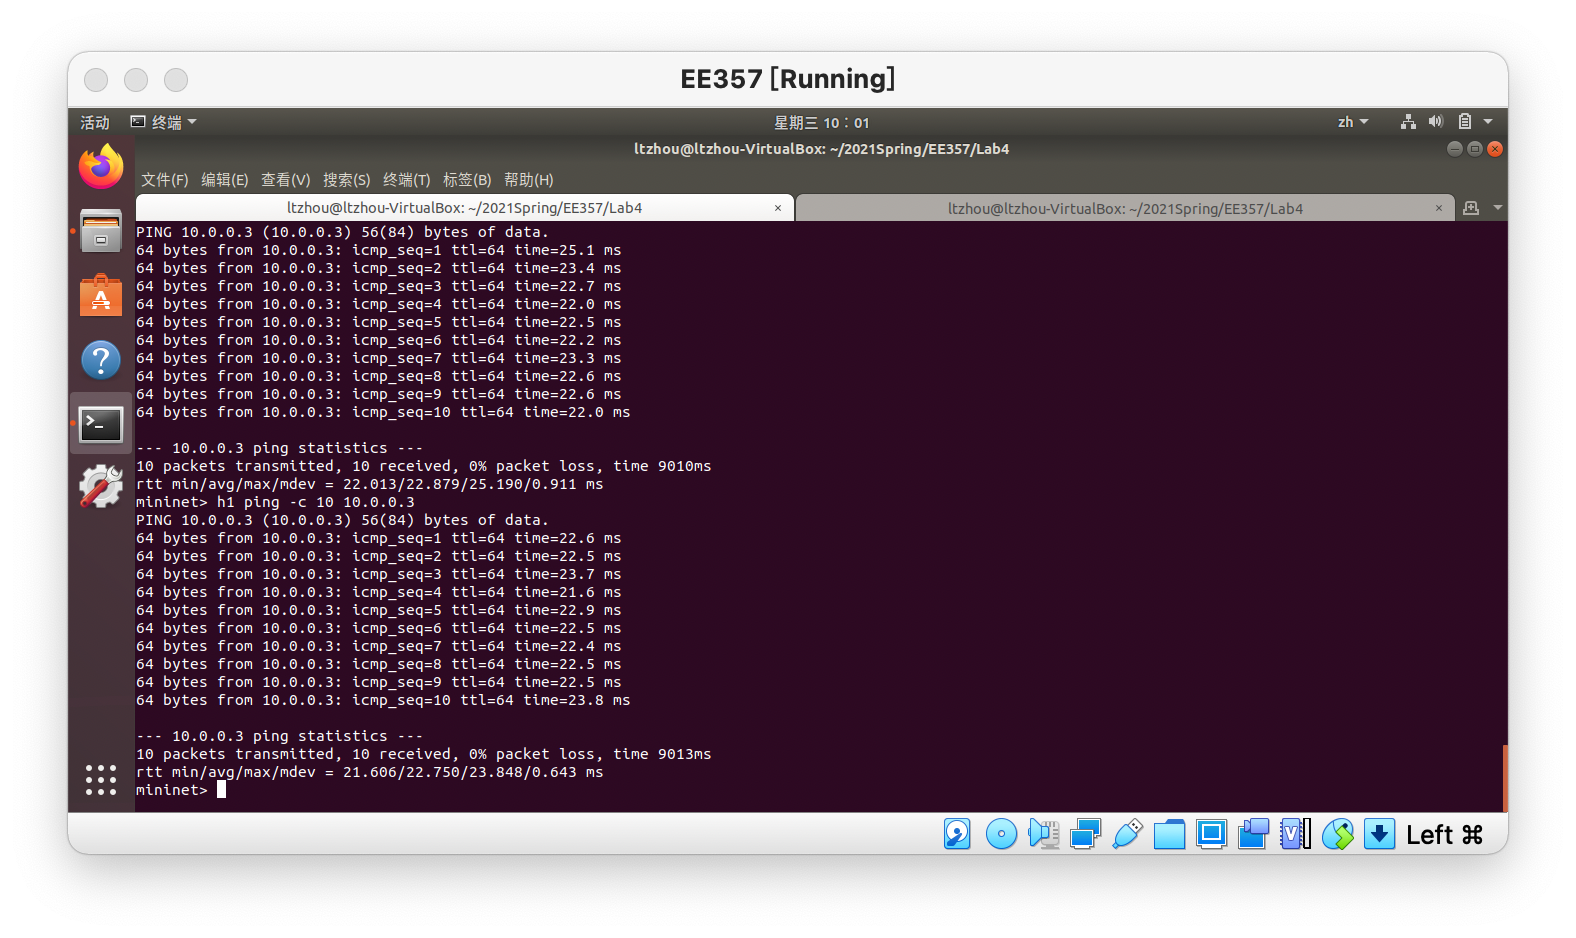 EE357 [Running]
活动 终端 星期三 10：01 zh
ltzhou@ltzhou-VirtualBox: ~/2021Spring/EE357/Lab4
文件(F) 编辑(E) 查看(V) 搜索(S) 终端(T) 标签(B) 帮助(H)
ltzhou@ltzhou-VirtualBox: ~/2021Spring/EE357/Lab4 × ltzhou@ltzhou-VirtualBox: ~/2021Spring/EE357/Lab4 ×
PING 10.0.0.3 (10.0.0.3) 56(84) bytes of data.
64 bytes from 10.0.0.3: icmp_seq=1 ttl=64 time=25.1 ms
64 bytes from 10.0.0.3: icmp_seq=2 ttl=64 time=23.4 ms
64 bytes from 10.0.0.3: icmp_seq=3 ttl=64 time=22.7 ms
64 bytes from 10.0.0.3: icmp_seq=4 ttl=64 time=22.0 ms
64 bytes from 10.0.0.3: icmp_seq=5 ttl=64 time=22.5 ms
64 bytes from 10.0.0.3: icmp_seq=6 ttl=64 time=22.2 ms
64 bytes from 10.0.0.3: icmp_seq=7 ttl=64 time=23.3 ms
64 bytes from 10.0.0.3: icmp_seq=8 ttl=64 time=22.6 ms
64 bytes from 10.0.0.3: icmp_seq=9 ttl=64 time=22.6 ms
64 bytes from 10.0.0.3: icmp_seq=10 ttl=64 time=22.0 ms
--- 10.0.0.3 ping statistics ---
10 packets transmitted, 10 received, 0% packet loss, time 9010ms
rtt min/avg/max/mdev = 22.013/22.879/25.190/0.911 ms
mininet> h1 ping -c 10 10.0.0.3
PING 10.0.0.3 (10.0.0.3) 56(84) bytes of data.
64 bytes from 10.0.0.3: icmp_seq=1 ttl=64 time=22.6 ms
64 bytes from 10.0.0.3: icmp_seq=2 ttl=64 time=22.5 ms
64 bytes from 10.0.0.3: icmp_seq=3 ttl=64 time=23.7 ms
64 bytes from 10.0.0.3: icmp_seq=4 ttl=64 time=21.6 ms
64 bytes from 10.0.0.3: icmp_seq=5 ttl=64 time=22.9 ms
64 bytes from 10.0.0.3: icmp_seq=6 ttl=64 time=22.5 ms
64 bytes from 10.0.0.3: icmp_seq=7 ttl=64 time=22.4 ms
64 bytes from 10.0.0.3: icmp_seq=8 ttl=64 time=22.5 ms
64 bytes from 10.0.0.3: icmp_seq=9 ttl=64 time=22.5 ms
64 bytes from 10.0.0.3: icmp_seq=10 ttl=64 time=23.8 ms
--- 10.0.0.3 ping statistics ---
10 packets transmitted, 10 received, 0% packet loss, time 9013ms
rtt min/avg/max/mdev = 21.606/22.750/23.848/0.643 ms
mininet>
Left ⌘